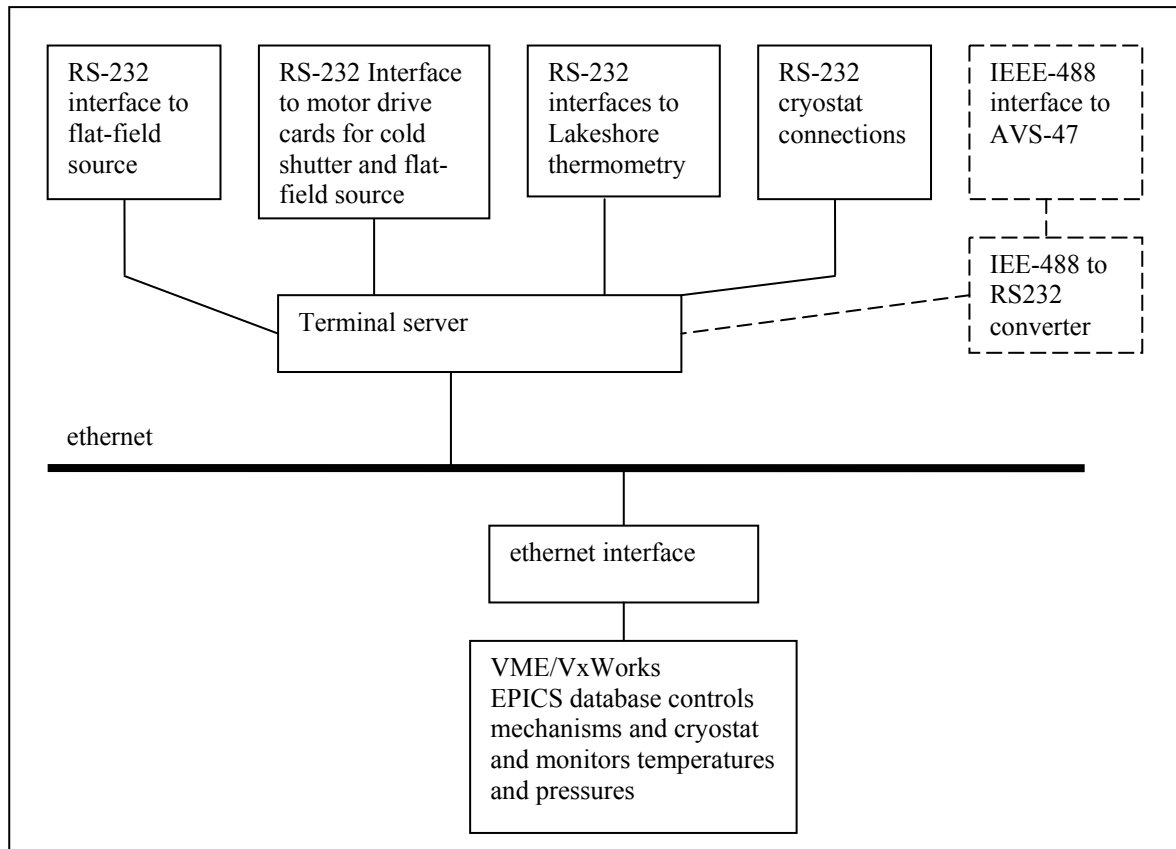 RS-232
interface to
flat-field
source
RS-232 Interface
to motor drive
cards for cold
shutter and flat-
field source
RS-232
interfaces to
Lakeshore
thermometry
RS-232
cryostat
connections
IEEE-488
interface to
AVS-47
IEE-488 to
RS232
converter
Terminal server
ethernet
ethernet interface
VME/VxWorks
EPICS database controls
mechanisms and cryostat
and monitors temperatures
and pressures